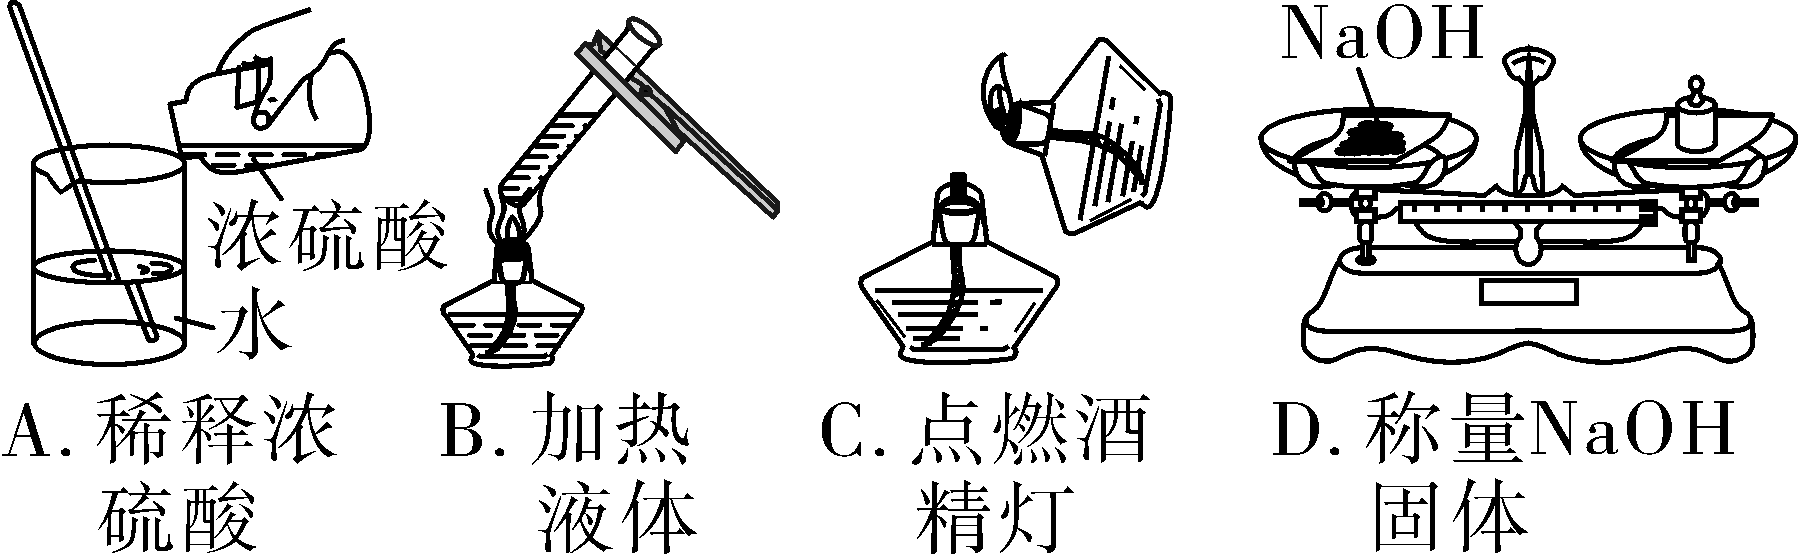 NaOH
浓硫酸
水
A. 稀释浓
硫酸
B. 加热
液体
C. 点燃酒
精灯
D. 称量NaOH
固体